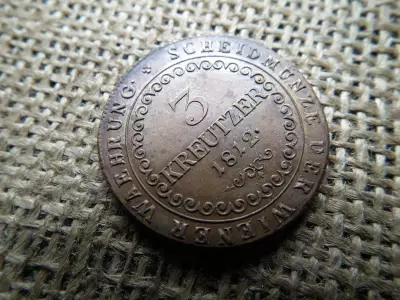 SCHEIDMÜNZE DER WIENER WAEHRUNG.
3
KREUTZER
1812.